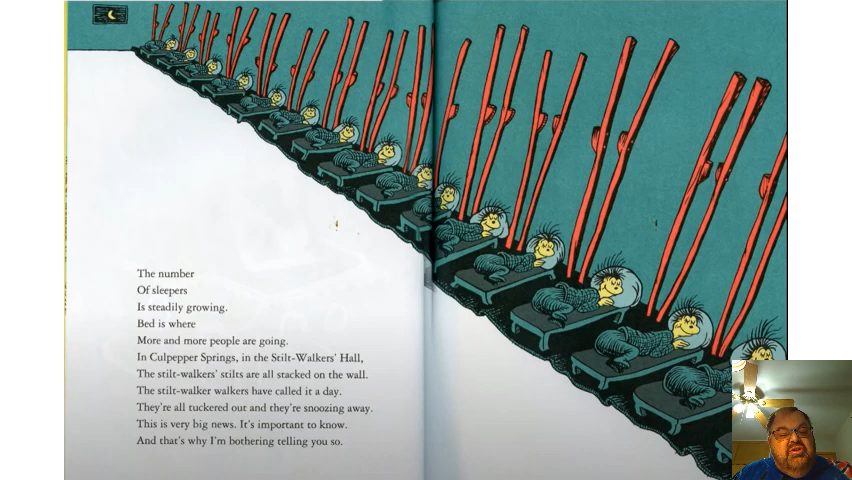 The number
Of sleepers
Is steadily growing.
Bed is where
More and more people are going.
In Culpepper Springs, in the Stilt-Walkers' Hall,
The stilt-walkers' stilts are all stacked on the wall.
The stilt-walker walkers have called it a day.
They're all tuckered out and they're snoozing away.
This is very big news. It's important to know.
And that's why I'm bothering telling you so.